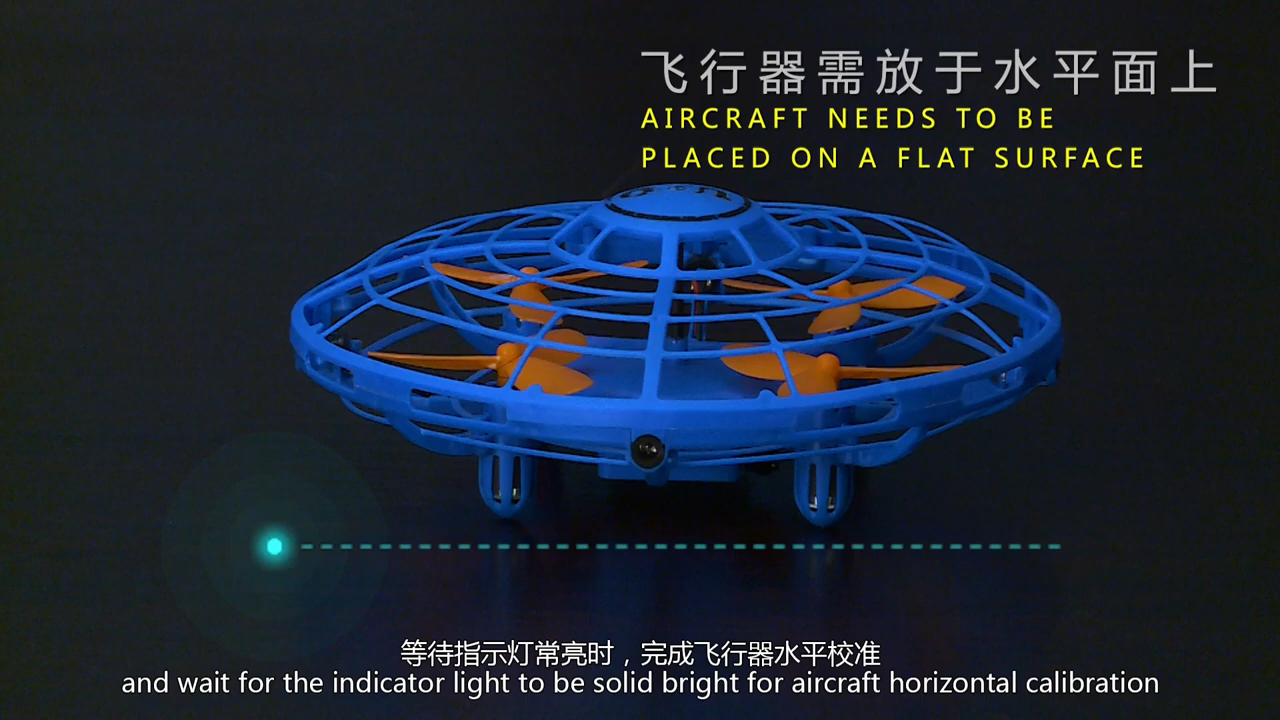 飞行器需放于水平面上
AIRCRAFT NEEDS TO BE
PLACED ON A FLAT SURFACE
等待指示灯常亮时，完成飞行器水平校准
and wait for the indicator light to be solid bright for aircraft horizontal calibration